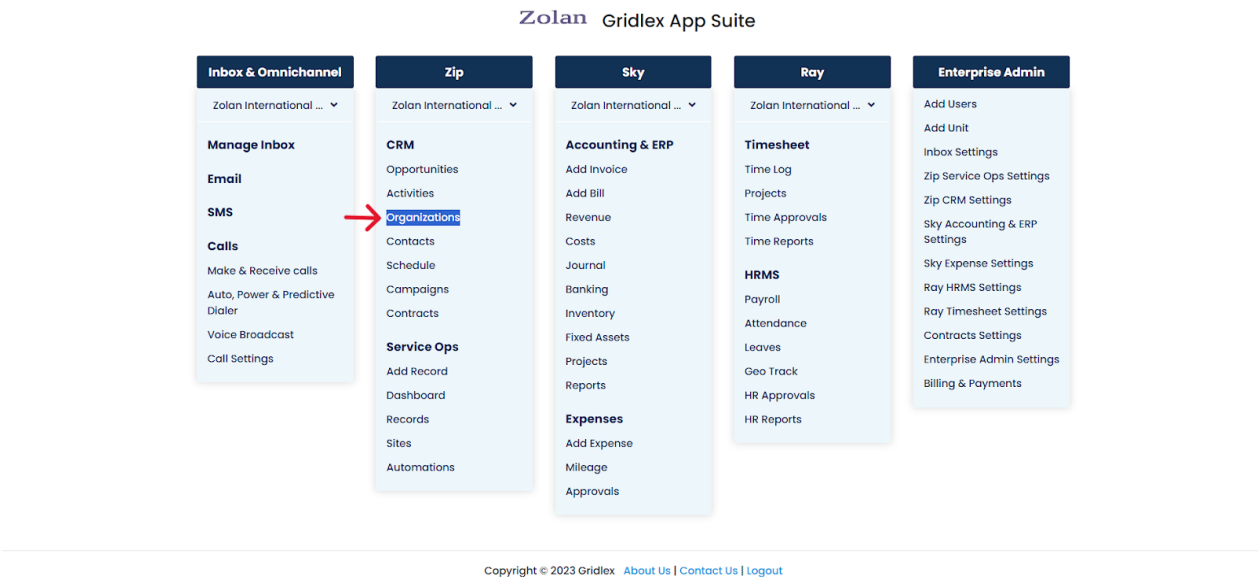 Zolan Gridlex App Suite
Inbox & Omnichannel
Zolan International ...
Manage Inbox
Email
SMS
Calls
Make & Receive calls
Auto, Power & Predictive
Dialer
Voice Broadcast
Call Settings
Zip
Zolan International ...
CRM
Opportunities
Activities
Organizations
Contacts
Schedule
Campaigns
Contracts
Service Ops
Add Record
Dashboard
Records
Sites
Automations
Sky
Zolan International ...
Accounting & ERP
Add Invoice
Add Bill
Revenue
Costs
Journal
Banking
Inventory
Fixed Assets
Projects
Reports
Expenses
Add Expense
Mileage
Approvals
Ray
Zolan International ...
Timesheet
Time Log
Projects
Time Approvals
Time Reports
HRMS
Payroll
Attendance
Leaves
Geo Track
HR Approvals
HR Reports
Enterprise Admin
Add Users
Add Unit
Inbox Settings
Zip Service Ops Settings
Zip CRM Settings
Sky Accounting & ERP
Settings
Sky Expense Settings
Ray HRMS Settings
Ray Timesheet Settings
Contracts Settings
Enterprise Admin Settings
Billing & Payments
Copyright © 2023 Gridlex About Us | Contact Us | Logout